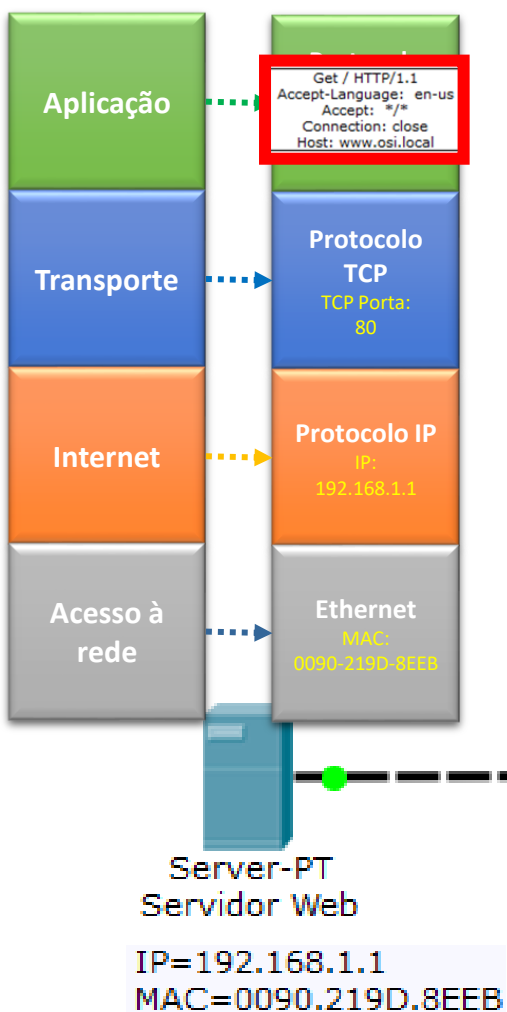 Aplicação
Get / HTTP/1.1
Accept-Language: en-us
Accept: */*
Connection: close
Host: www.osi.local
Transporte
Protocolo
TCP
TCP Porta:
80
Internet
Protocolo IP
IP:
192.168.1.1
Acesso à
rede
Ethernet
MAC:
0090-219D-8EEB
Server-PT
Servidor Web
IP=192.168.1.1
MAC=0090.219D.8EEB